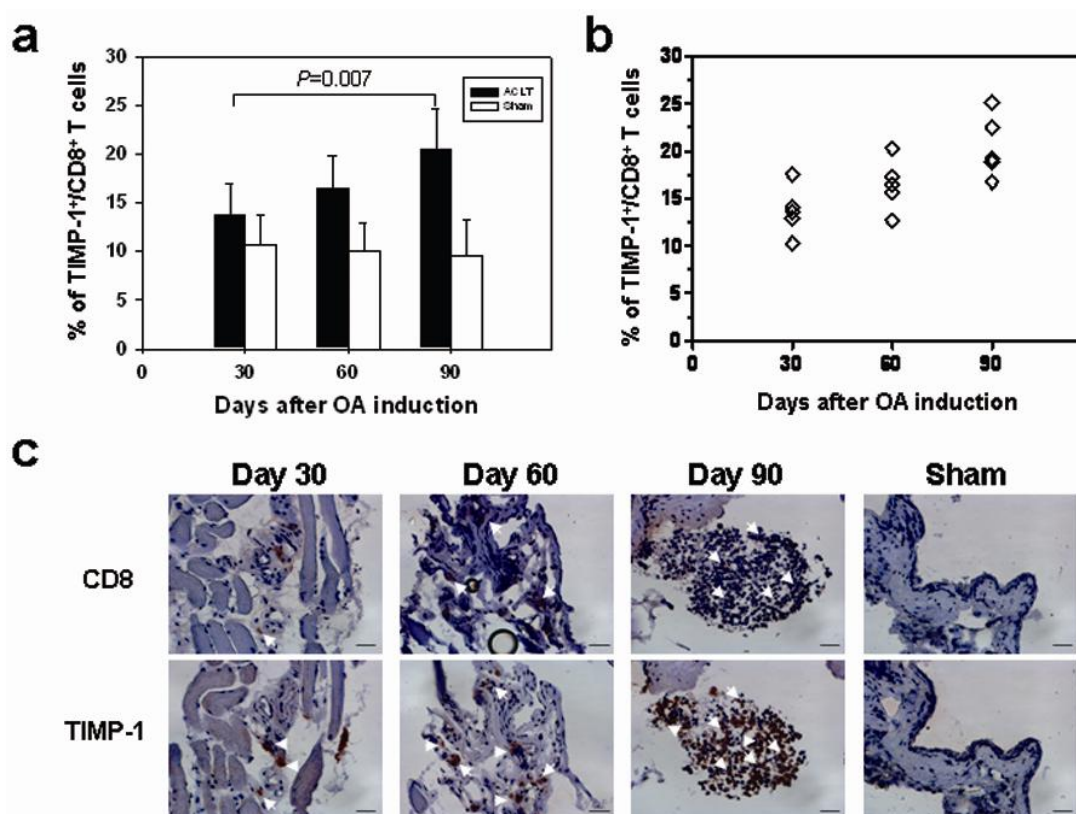 a
% of TIMP-1⁺/CD8⁺ T cells
30
25
20
15
10
5
0
P=0.007
ACLT
Sham
0 30 60 90
Days after OA induction
b
% of TIMP-1⁺/CD8⁺ T cells
30
25
20
15
10
5
0
0 30 60 90
Days after OA induction
c
Day 30 Day 60 Day 90 Sham
CD8
TIMP-1